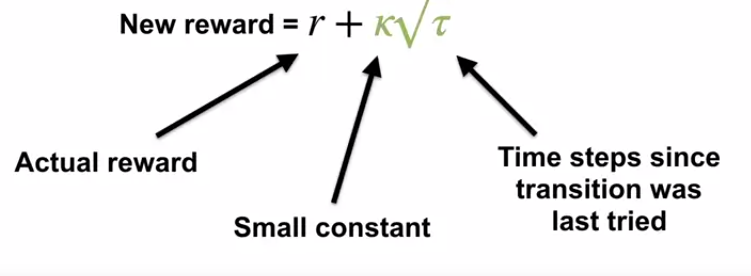 New reward = r + κ√τ
Actual reward
Small constant
Time steps since
transition was
last tried